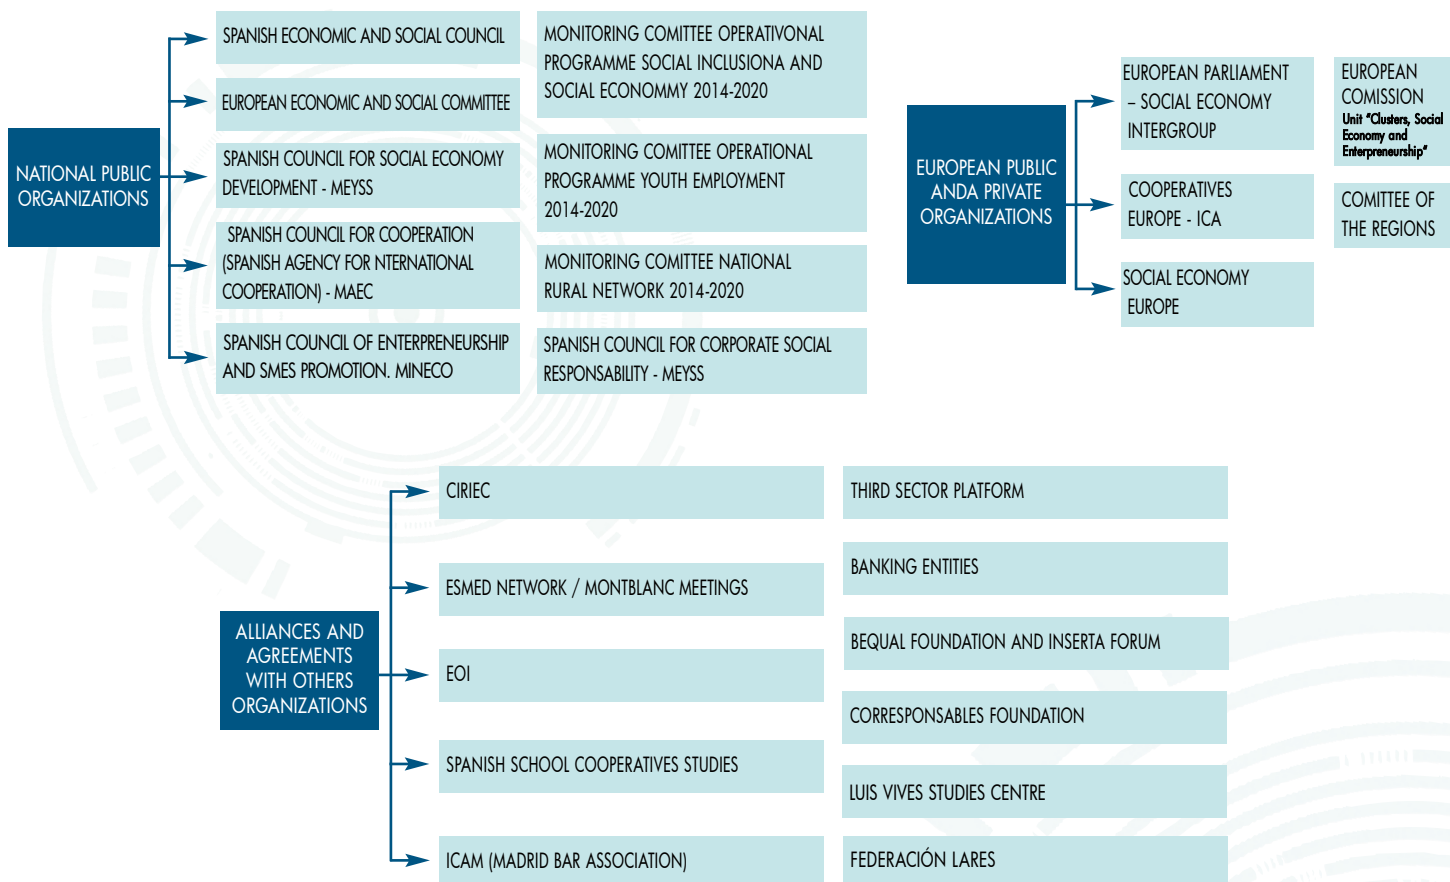 NATIONAL PUBLIC
ORGANIZATIONS
SPANISH ECONOMIC AND SOCIAL COUNCIL
EUROPEAN ECONOMIC AND SOCIAL COMMITTEE
SPANISH COUNCIL FOR SOCIAL ECONOMY
DEVELOPMENT - MEYSS
SPANISH COUNCIL FOR COOPERATION
(SPANISH AGENCY FOR NTERNATIONAL
COOPERATION) - MAEC
SPANISH COUNCIL OF ENTERPRENEURSHIP
AND SMES PROMOTION. MINECO
MONITORING COMITTEE OPERATIVONAL
PROGRAMME SOCIAL INCLUSIONA AND
SOCIAL ECONOMMY 2014-2020
MONITORING COMITTEE OPERATIONAL
PROGRAMME YOUTH EMPLOYMENT
2014-2020
MONITORING COMITTEE NATIONAL
RURAL NETWORK 2014-2020
SPANISH COUNCIL FOR CORPORATE SOCIAL
RESPONSABILITY - MEYSS
EUROPEAN PUBLIC
ANDA PRIVATE
ORGANIZATIONS
EUROPEAN PARLIAMENT
– SOCIAL ECONOMY
INTERGROUP
COOPERATIVES
EUROPE - ICA
SOCIAL ECONOMY
EUROPE
EUROPEAN
COMISSION
Unit "Clusters, Social
Economy and
Enterpreneurship"
COMITTEE OF
THE REGIONS
ALLIANCES AND
AGREEMENTS
WITH OTHERS
ORGANIZATIONS
CIRIEC
ESMED NETWORK / MONTBLANC MEETINGS
EOI
SPANISH SCHOOL COOPERATIVES STUDIES
ICAM (MADRID BAR ASSOCIATION)
THIRD SECTOR PLATFORM
BANKING ENTITIES
BEQUAL FOUNDATION AND INSERTA FORUM
CORRESPONSABLES FOUNDATION
LUIS VIVES STUDIES CENTRE
FEDERACIÓN LARES